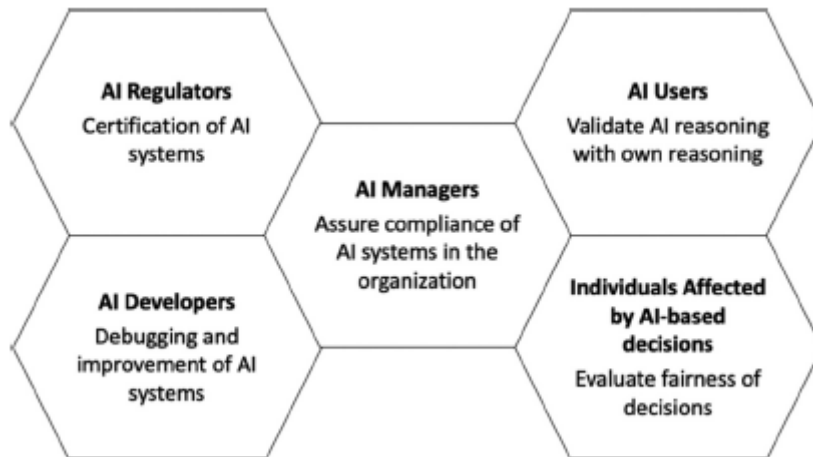 AI Regulators
Certification of AI
systems
AI Users
Validate AI reasoning
with own reasoning
AI Managers
Assure compliance of
AI systems in the
organization
AI Developers
Debugging and
improvement of AI
systems
Individuals Affected
by AI-based
decisions
Evaluate fairness of
decisions